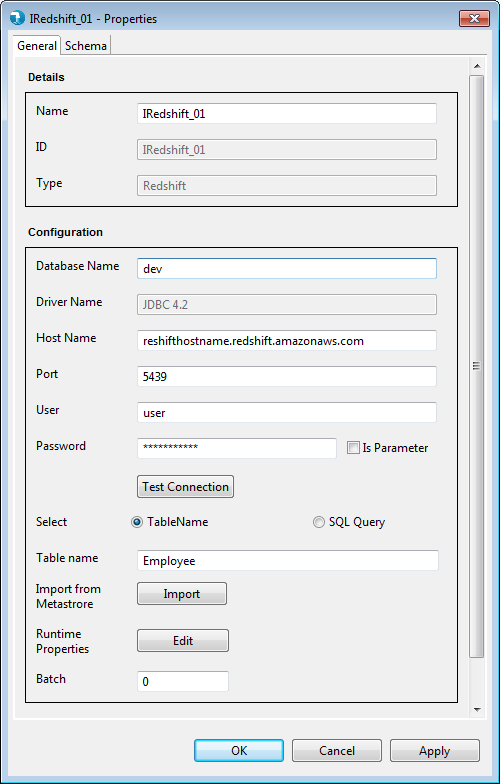 IRedshift_01 - Properties
General Schema
Details
Name IRedshift_01
ID IRedshift_01
Type Redshift
Configuration
Database Name dev
Driver Name JDBC 4.2
Host Name reshifthostname.redshift.amazonaws.com
Port 5439
User user
Password *********** Is Parameter
Test Connection
Select TableName SQL Query
Table name Employee
Import from
Metastrore Import
Runtime
Properties Edit
Batch 0
OK Cancel Apply